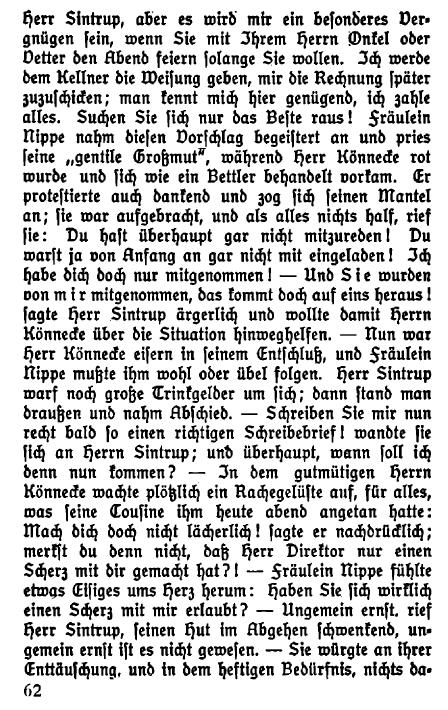 Herr Sintrup, aber es wird mir ein besonderes Ver-
gnügen sein, wenn Sie mit Ihrem Herrn Onkel oder
Vetter den Abend feiern solange Sie wollen. Ich werde
dem Kellner die Weisung geben, mir die Rechnung später
zuzuschicken; man kennt mich hier genügend, ich zahle
alles. Suchen Sie sich nur das Beste raus! Fräulein
Nippe nahm diesen Vorschlag begeistert an und pries
seine „gentile Großmut“, während Herr Könnecke rot
wurde und sich wie ein Bettler behandelt vorkam. Er
protestierte auch dankend und zog sich seinen Mantel
an; sie war aufgebracht, und als alles nichts half, rief
sie: Du hast überhaupt gar nicht mitzureden! Du
warst ja von Anfang an gar nicht mit eingeladen! Ich
habe dich doch nur mitgenommen! — Und Sie wurden
von mir mitgenommen, das kommt doch auf eins heraus!
sagte Herr Sintrup ärgerlich und wollte damit Herrn
Könnecke über die Situation hinweghelfen. — Nun war
Herr Könnecke eisern in seinem Entschluß, und Fräulein
Nippe mußte ihm wohl oder übel folgen. Herr Sintrup
warf noch große Trinkgelder um sich; dann stand man
draußen und nahm Abschied. — Schreiben Sie mir nun
recht bald so einen richtigen Schreibebrief! wandte sie
sich an Herrn Sintrup; und überhaupt, wann soll ich
denn nun kommen? — In dem gutmütigen Herrn
Könnecke wachte plötzlich ein Rachegelüste auf, für alles,
was seine Cousine ihm heute abend angetan hatte:
Mach dich doch nicht lächerlich! sagte er nachdrücklich;
merkst du denn nicht, daß Herr Direktor nur einen
Scherz mit dir gemacht hat?! — Fräulein Nippe fühlte
etwas Eisiges ums Herz herum: Haben Sie sich wirklich
einen Scherz mit mir erlaubt? — Ungemein ernst, rief
Herr Sintrup, seinen Hut im Abgehen schwenkend, un-
gemein ernst ist es nicht gewesen. — Sie würgte an ihrer
Enttäuschung, und in dem heftigen Bedürfnis, nichts da-
62